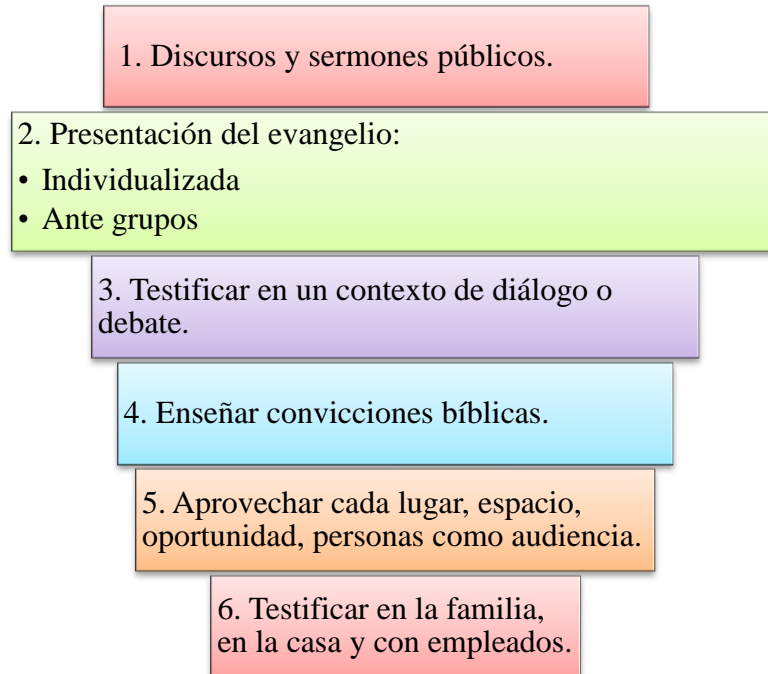 1. Discursos y sermones públicos.
2. Presentación del evangelio:
• Individualizada
• Ante grupos
3. Testificar en un contexto de diálogo o
debate.
4. Enseñar convicciones bíblicas.
5. Aprovechar cada lugar, espacio,
oportunidad, personas como audiencia.
6. Testificar en la familia,
en la casa y con empleados.